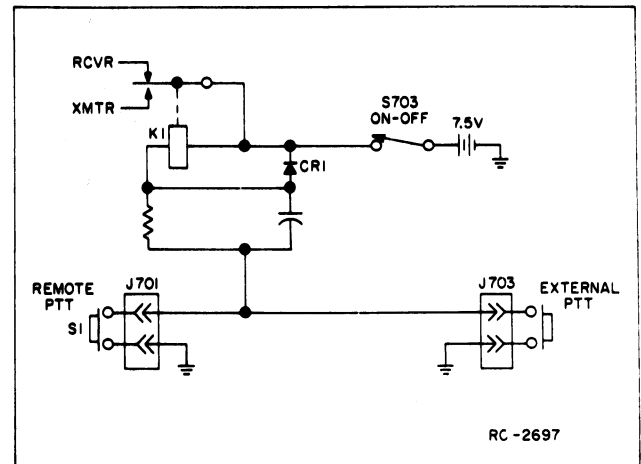 RCVR
XMTR
K1
S703
ON-OFF
7.5V
CR1
REMOTE
PTT
J701
S1
J703
EXTERNAL
PTT
RC-2697